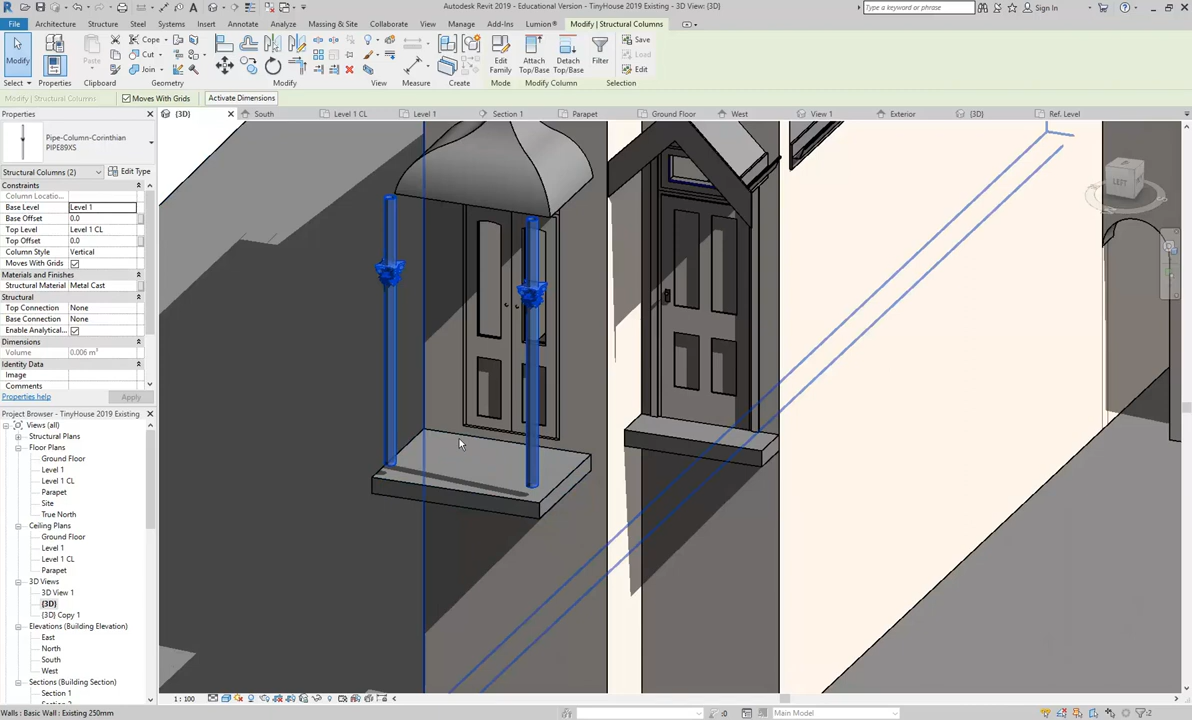 Autodesk Revit 2019 - Educational Version - TinyHouse 2019 Existing - 3D View: {3D}
Type a keyword or phrase
Sign In
File
Architecture
Structure
Steel
Systems
Insert
Annotate
Analyze
Massing & Site
Collaborate
View
Manage
Add-Ins
Lumion®
Modify | Structural Columns
Modify
Properties
Paste
Cope
Cut
Join
Edit Family
Attach Top/Base
Detach Top/Base
Filter
Save
Load
Edit
Select
Properties
Clipboard
Geometry
Modify
View
Measure
Create
Mode
Modify Column
Selection
Modify | Structural Columns
Moves With Grids
Activate Dimensions
Properties
{3D}
South
Level 1 CL
Level 1
Section 1
Parapet
Ground Floor
West
View 1
Exterior
{3D}
Ref. Level
Pipe-Column-Corinthian
PIPE89XS
Structural Columns (2)
Edit Type
Constraints
Column Locatio...
Base Level Level 1
Base Offset 0.0
Top Level Level 1 CL
Top Offset 0.0
Column Style Vertical
Moves With Grids
Materials and Finishes
Structural Material Metal Cast
Structural
Top Connection None
Base Connection None
Enable Analytical...
Dimensions
Volume 0.006 m³
Identity Data
Image
Comments
Properties help
Apply
Project Browser - TinyHouse 2019 Existing
Views (all)
Structural Plans
Floor Plans
Ground Floor
Level 1
Level 1 CL
Parapet
Site
True North
Ceiling Plans
Ground Floor
Level 1
Level 1 CL
Parapet
3D Views
3D View 1
{3D}
{3D} Copy 1
Elevations (Building Elevation)
East
North
South
West
Sections (Building Section)
Section 1
LEFT
1 : 100
Walls : Basic Wall : Existing 250mm
:0
Main Model
:2